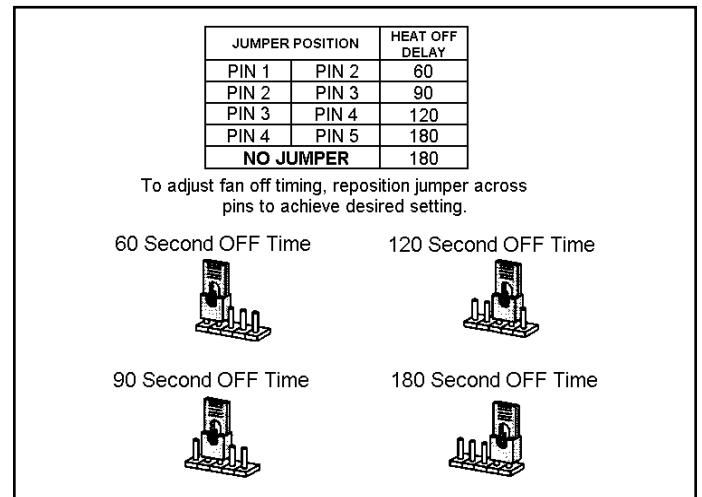 JUMPER POSITION HEAT OFF DELAY
PIN 1 PIN 2 60
PIN 2 PIN 3 90
PIN 3 PIN 4 120
PIN 4 PIN 5 180
NO JUMPER 180
To adjust fan off timing, reposition jumper across
pins to achieve desired setting.
60 Second OFF Time
120 Second OFF Time
90 Second OFF Time
180 Second OFF Time